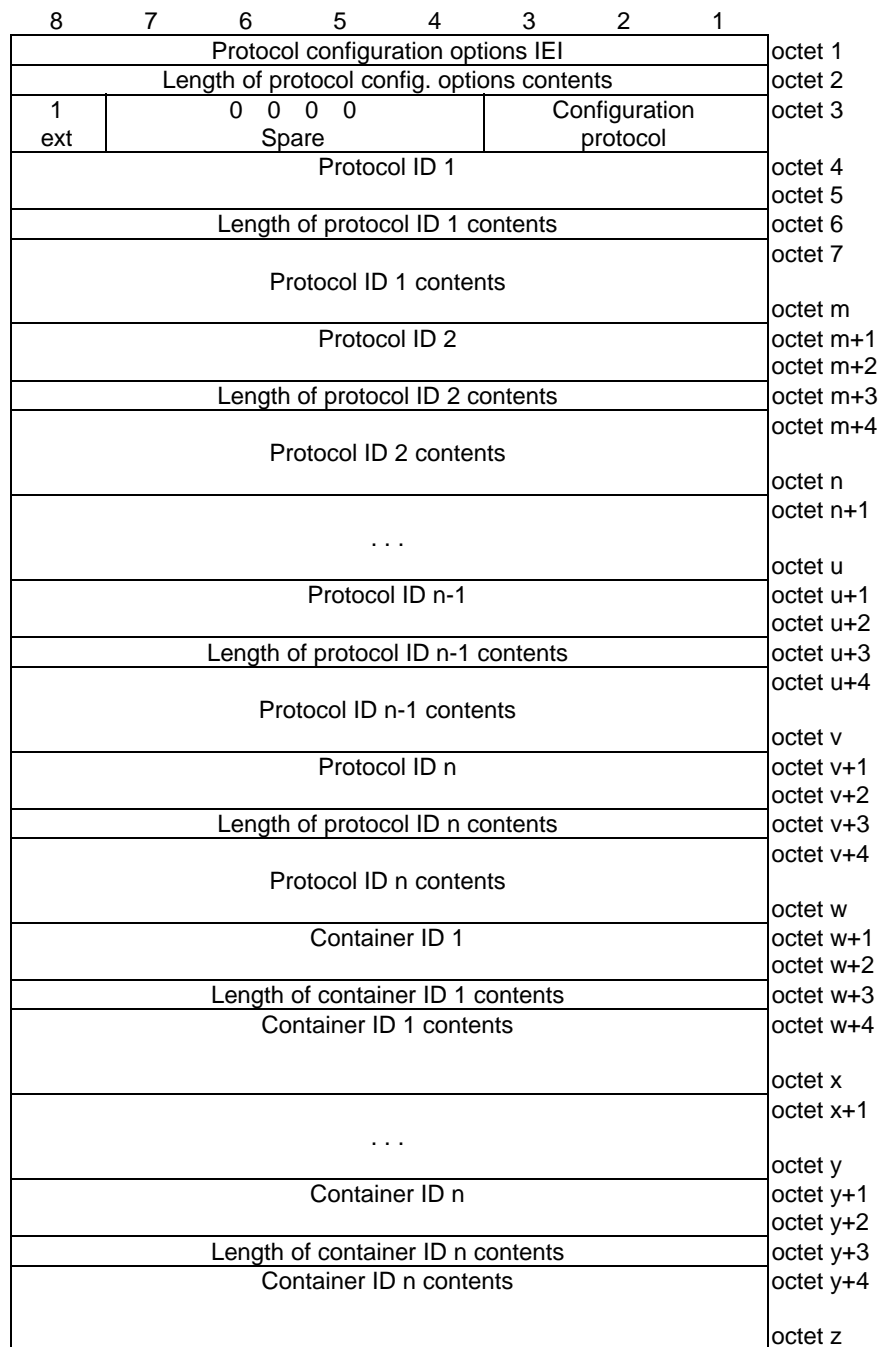 8 7 6 5 4 3 2 1
Protocol configuration options IEI octet 1
Length of protocol config. options contents octet 2
1 0 0 0 0 Configuration octet 3
ext Spare protocol
Protocol ID 1 octet 4
octet 5
Length of protocol ID 1 contents octet 6
octet 7
Protocol ID 1 contents
octet m
Protocol ID 2 octet m+1
octet m+2
Length of protocol ID 2 contents octet m+3
octet m+4
Protocol ID 2 contents
octet n
octet n+1
. . .
octet u
Protocol ID n-1 octet u+1
octet u+2
Length of protocol ID n-1 contents octet u+3
octet u+4
Protocol ID n-1 contents
octet v
Protocol ID n octet v+1
octet v+2
Length of protocol ID n contents octet v+3
octet v+4
Protocol ID n contents
octet w
Container ID 1 octet w+1
octet w+2
Length of container ID 1 contents octet w+3
Container ID 1 contents octet w+4
octet x
octet x+1
. . .
octet y
Container ID n octet y+1
octet y+2
Length of container ID n contents octet y+3
Container ID n contents octet y+4
octet z